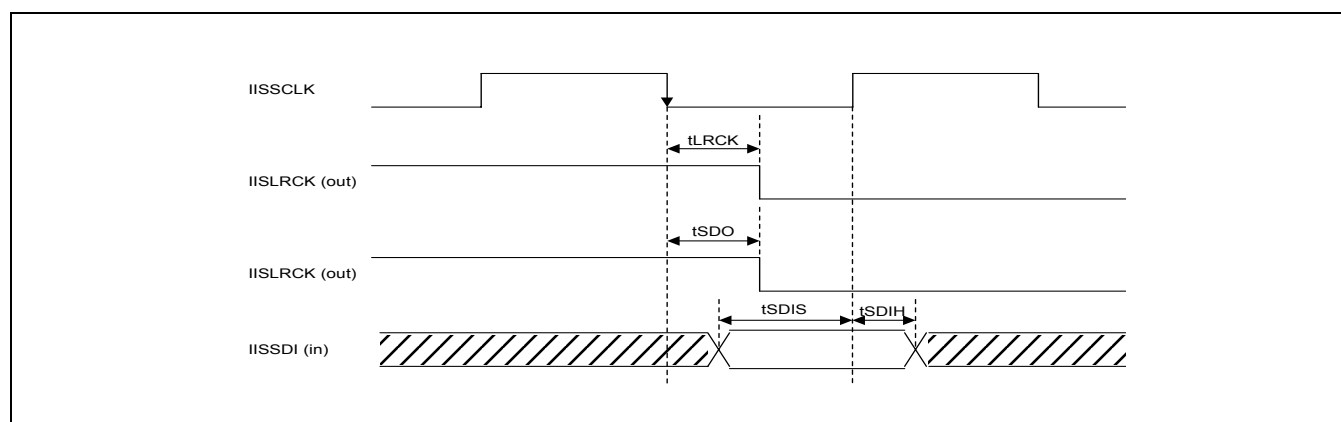 IISSCLK
tLRCK
IISLRCK (out)
tSDO
IISLRCK (out)
tSDIS
tSDIH
IISSDI (in)